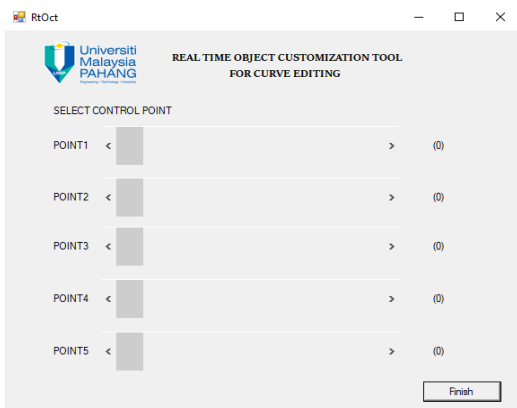 RtOct
Universiti
Malaysia
PAHANG
REAL TIME OBJECT CUSTOMIZATION TOOL
FOR CURVE EDITING
SELECT CONTROL POINT
POINT1 < > (0)
POINT2 < > (0)
POINT3 < > (0)
POINT4 < > (0)
POINT5 < > (0)
Finish